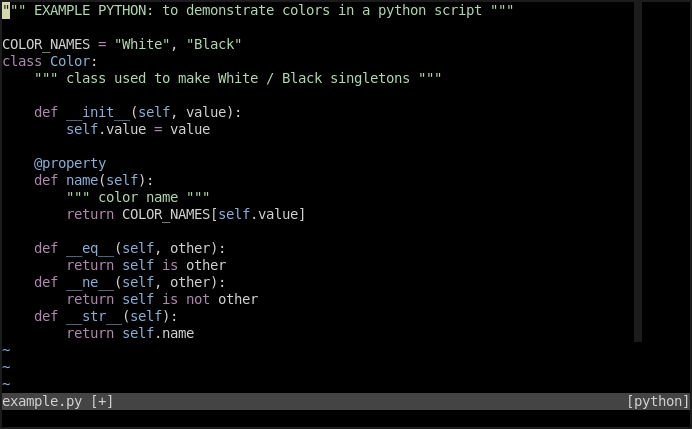 """ EXAMPLE PYTHON: to demonstrate colors in a python script """

COLOR_NAMES = "White", "Black"
class Color:
    """ class used to make White / Black singletons """

    def __init__(self, value):
        self.value = value

    @property
    def name(self):
        """ color name """
        return COLOR_NAMES[self.value]

    def __eq__(self, other):
        return self is other
    def __ne__(self, other):
        return self is not other
    def __str__(self):
        return self.name
~
~
~
example.py [+] [python]